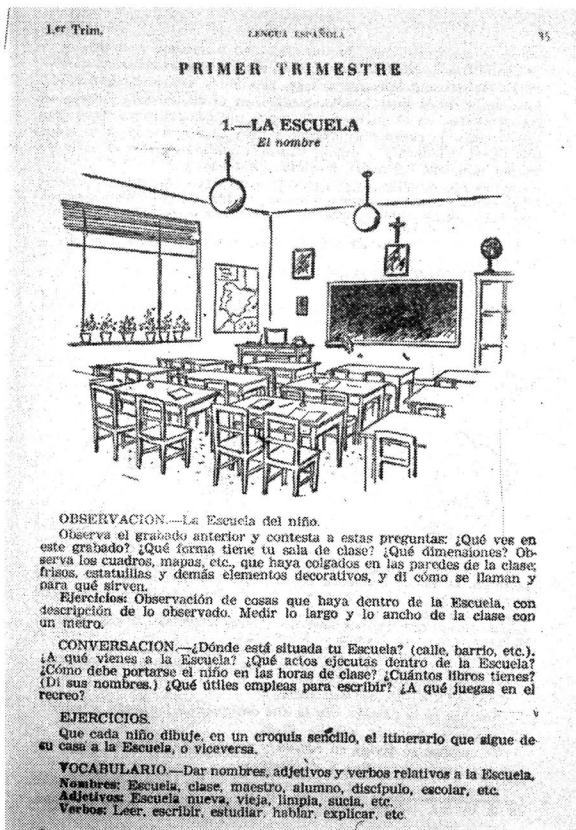 1.er Trim.
LENGUA ESPAÑOLA
35
PRIMER TRIMESTRE
1.—LA ESCUELA
El nombre
OBSERVACION.—La Escuela del niño.
Observa el grabado anterior y contesta a estas preguntas: ¿Qué ves en
este grabado? ¿Qué forma tiene tu sala de clase? ¿Qué dimensiones? Ob-
serva los cuadros, mapas, etc., que haya colgados en las paredes de la clase;
frisos, estatuillas y demás elementos decorativos, y di cómo se llaman y
para qué sirven.
Ejercicios: Observación de cosas que haya dentro de la Escuela, con
descripción de lo observado. Medir lo largo y lo ancho de la clase con
un metro.
CONVERSACION.—¿Dónde está situada tu Escuela? (calle, barrio, etc.).
¿A qué vienes a la Escuela? ¿Qué actos ejecutas dentro de la Escuela?
¿Cómo debe portarse el niño en las horas de clase? ¿Cuántos libros tienes?
(Di sus nombres.) ¿Qué útiles empleas para escribir? ¿A qué juegas en el
recreo?
EJERCICIOS.
Que cada niño dibuje, en un croquis sencillo, el itinerario que sigue de
su casa a la Escuela, o viceversa.
VOCABULARIO.—Dar nombres, adjetivos y verbos relativos a la Escuela.
Nombres: Escuela, clase, maestro, alumno, discípulo, escolar, etc.
Adjetivos: Escuela nueva, vieja, limpia, sucia, etc.
Verbos: Leer, escribir, estudiar, hablar, explicar, etc.